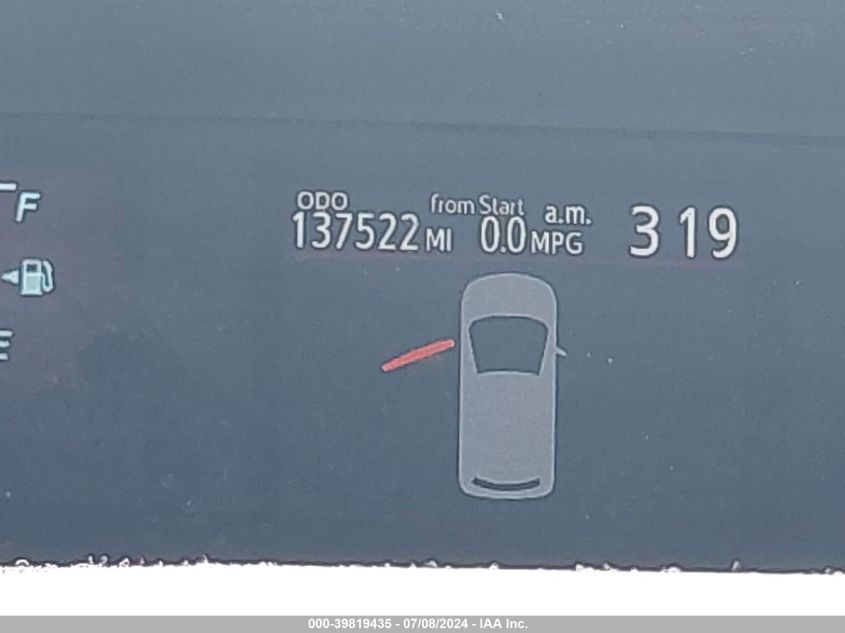 F
ODO from Start a.m.
137522 MI 0.0 MPG 3 19
E
000-39819435 - 07/08/2024 - IAA Inc.